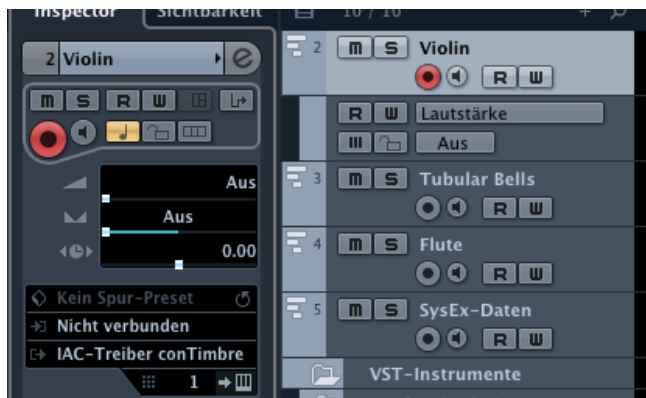 Inspector Sichtbarkeit 10 / 10 +
2 Violin e
m S R W
Aus
Aus
0.00
Kein Spur-Preset
Nicht verbunden
IAC-Treiber conTimbre
1
2 m S Violin
R W
R W Lautstärke
Aus
3 m S Tubular Bells
R W
4 m S Flute
R W
5 m S SysEx-Daten
R W
VST-Instrumente